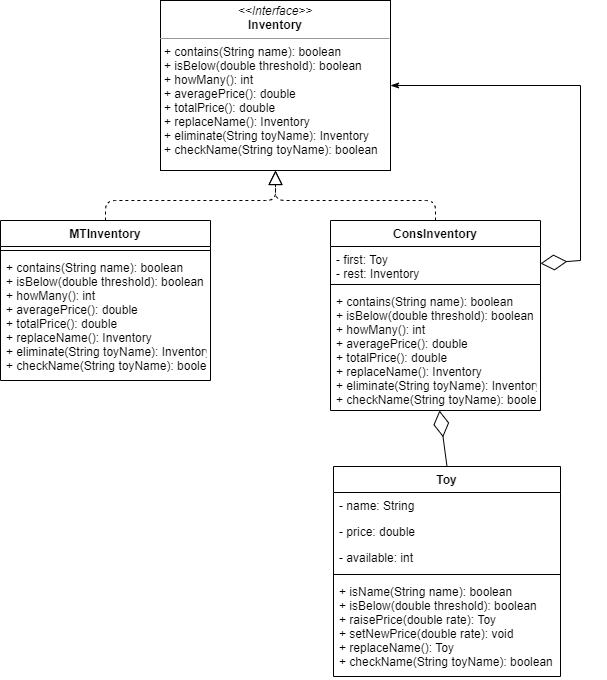 <<Interface>>
Inventory
+ contains(String name): boolean
+ isBelow(double threshold): boolean
+ howMany(): int
+ averagePrice(): double
+ totalPrice(): double
+ replaceName(): Inventory
+ eliminate(String toyName): Inventory
+ checkName(String toyName): boolean
MTInventory
+ contains(String name): boolean
+ isBelow(double threshold): boolean
+ howMany(): int
+ averagePrice(): double
+ totalPrice(): double
+ replaceName(): Inventory
+ eliminate(String toyName): Inventory
+ checkName(String toyName): boole
ConsInventory
- first: Toy
- rest: Inventory
+ contains(String name): boolean
+ isBelow(double threshold): boolean
+ howMany(): int
+ averagePrice(): double
+ totalPrice(): double
+ replaceName(): Inventory
+ eliminate(String toyName): Inventory
+ checkName(String toyName): boole
Toy
- name: String
- price: double
- available: int
+ isName(String name): boolean
+ isBelow(double threshold): boolean
+ raisePrice(double rate): Toy
+ setNewPrice(double rate): void
+ replaceName(): Toy
+ checkName(String toyName): boolean